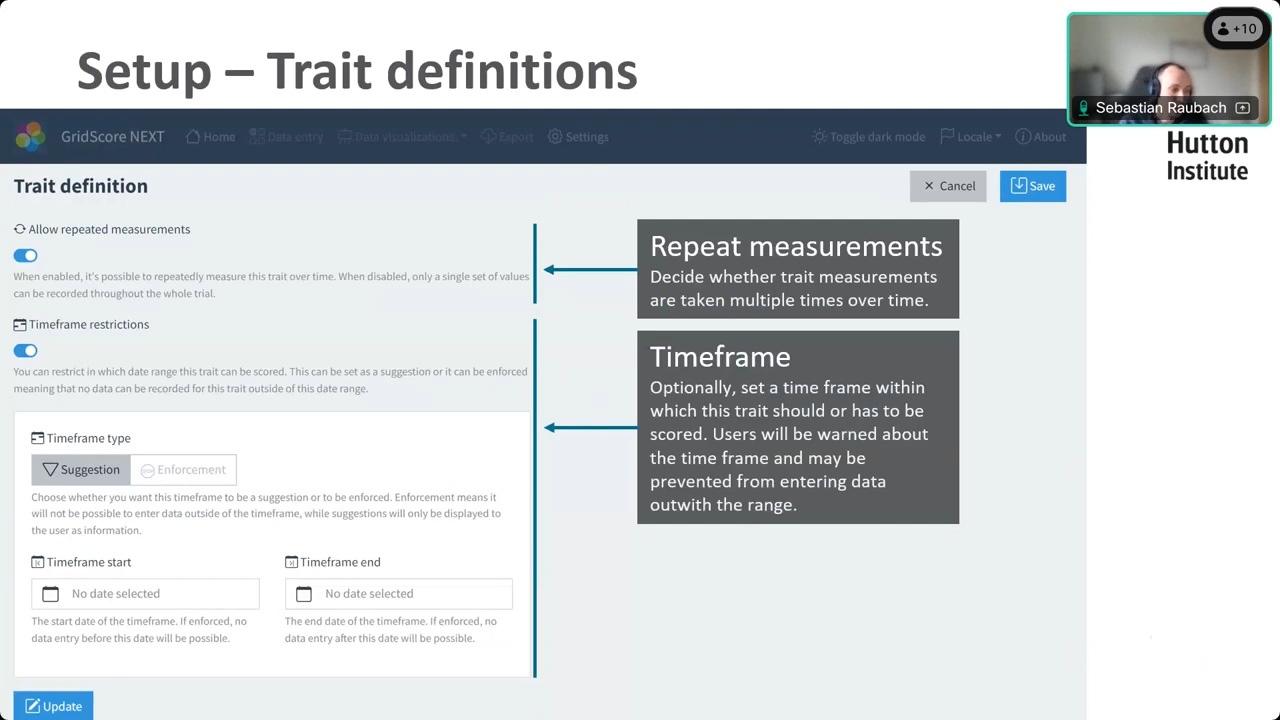 Setup – Trait definitions
+10
Sebastian Raubach
Hutton
Institute
GridScore NEXT
Home
Data entry
Data visualizations
Export
Settings
Toggle dark mode
Locale
About
Trait definition
Cancel
Save
Allow repeated measurements
When enabled, it's possible to repeatedly measure this trait over time. When disabled, only a single set of values
can be recorded throughout the whole trial.
Timeframe restrictions
You can restrict in which date range this trait can be scored. This can be set as a suggestion or it can be enforced
meaning that no data can be recorded for this trait outside of this date range.
Timeframe type
Suggestion
Enforcement
Choose whether you want this timeframe to be a suggestion or to be enforced. Enforcement means it
will not be possible to enter data outside of the timeframe, while suggestions will only be displayed to
the user as information.
Timeframe start
Timeframe end
No date selected
No date selected
The start date of the timeframe. If enforced, no
data entry before this date will be possible.
The end date of the timeframe. If enforced, no
data entry after this date will be possible.
Update
Repeat measurements
Decide whether trait measurements
are taken multiple times over time.
Timeframe
Optionally, set a time frame within
which this trait should or has to be
scored. Users will be warned about
the time frame and may be
prevented from entering data
outwith the range.